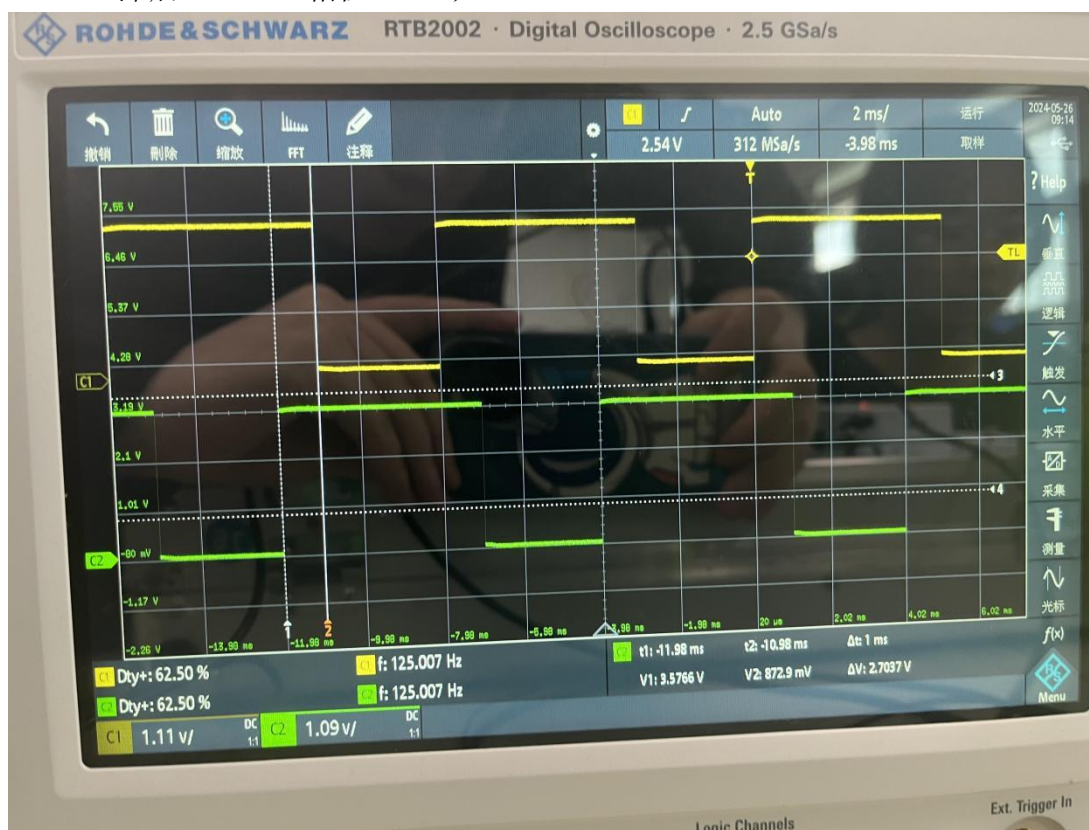 ROHDE & SCHWARZ RTB2002 · Digital Oscilloscope · 2.5 GSa/s
撤销 删除 缩放 FFT 注释
C1 Auto 2 ms/ 运行
2.54 V 312 MSa/s -3.98 ms 取样
2024-05-26
09:14
? Help
T
7.55 V
TL
6.46 V
垂直
5.37 V
逻辑
4.28 V
触发
C1
3
3.19 V
水平
2.1 V
采集
4
1.01 V
测量
C2
-80 mV
光标
-1.17 V
1 2
-2.26 V -13.98 ms -11.98 ms -9.98 ms -7.98 ms -5.98 ms -3.98 ms -1.98 ms 20 us 2.02 ms 4.02 ms 6.02 ms
f(x)
C1 Dty+: 62.50 % C1 f: 125.007 Hz
C2 Dty+: 62.50 % C2 f: 125.007 Hz
C2 t1: -11.98 ms t2: -10.98 ms Δt: 1 ms
V1: 3.5766 V V2: 872.9 mV ΔV: 2.7037 V
Menu
C1 1.11 V/ DC 1:1 C2 1.09 V/ DC 1:1
Ext. Trigger In
Logic Channels